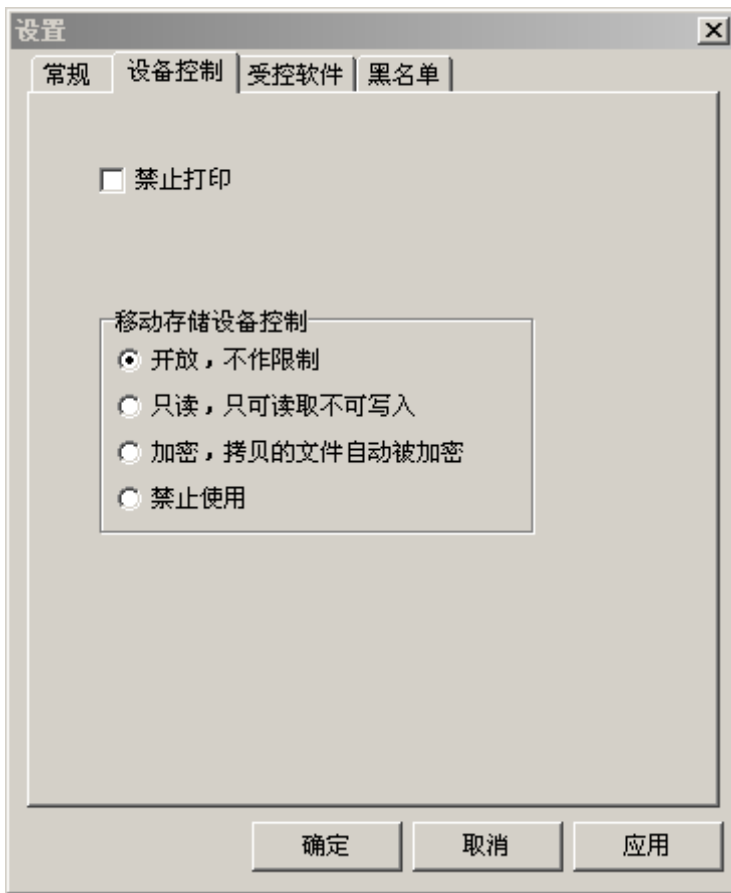 设置
常规 设备控制 受控软件 黑名单
禁止打印
移动存储设备控制
开放，不作限制
只读，只可读取不可写入
加密，拷贝的文件自动被加密
禁止使用
确定 取消 应用